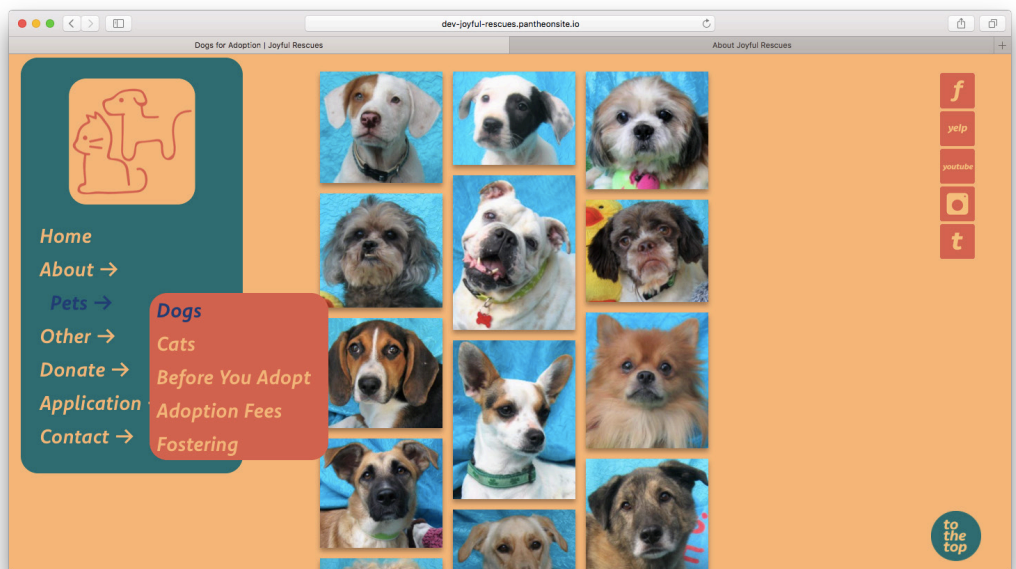 dev-joyful-rescues.pantheonsite.io
Dogs for Adoption | Joyful Rescues
About Joyful Rescues
Home
About →
Pets →
Other →
Donate →
Application
Contact →
Dogs
Cats
Before You Adopt
Adoption Fees
Fostering
f
yelp
youtube
t
to
the
top